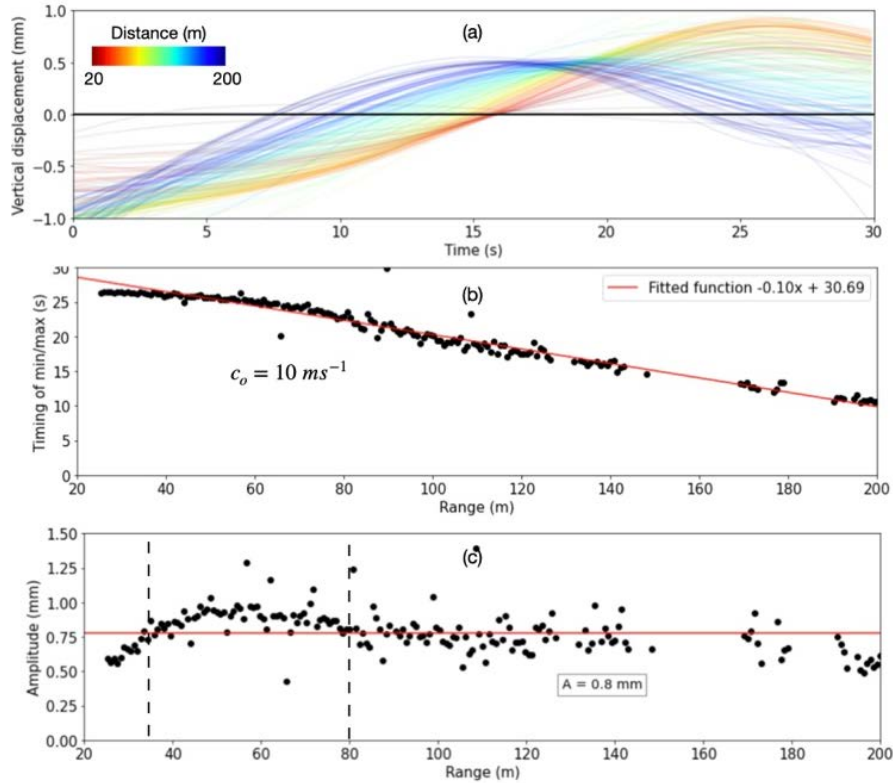 (a)
Distance (m)
20 200
1.0
0.5
0.0
−0.5
−1.0
Vertical displacement (mm)
0 5 10 15 20 25 30
Time (s)
(b)
Fitted function -0.10x + 30.69
c_o = 10 ms^{-1}
30
25
20
15
10
5
0
Timing of min/max (s)
20 40 60 80 100 120 140 160 180 200
Range (m)
(c)
1.50
1.25
1.00
0.75
0.50
0.25
0.00
Amplitude (mm)
A = 0.8 mm
20 40 60 80 100 120 140 160 180 200
Range (m)